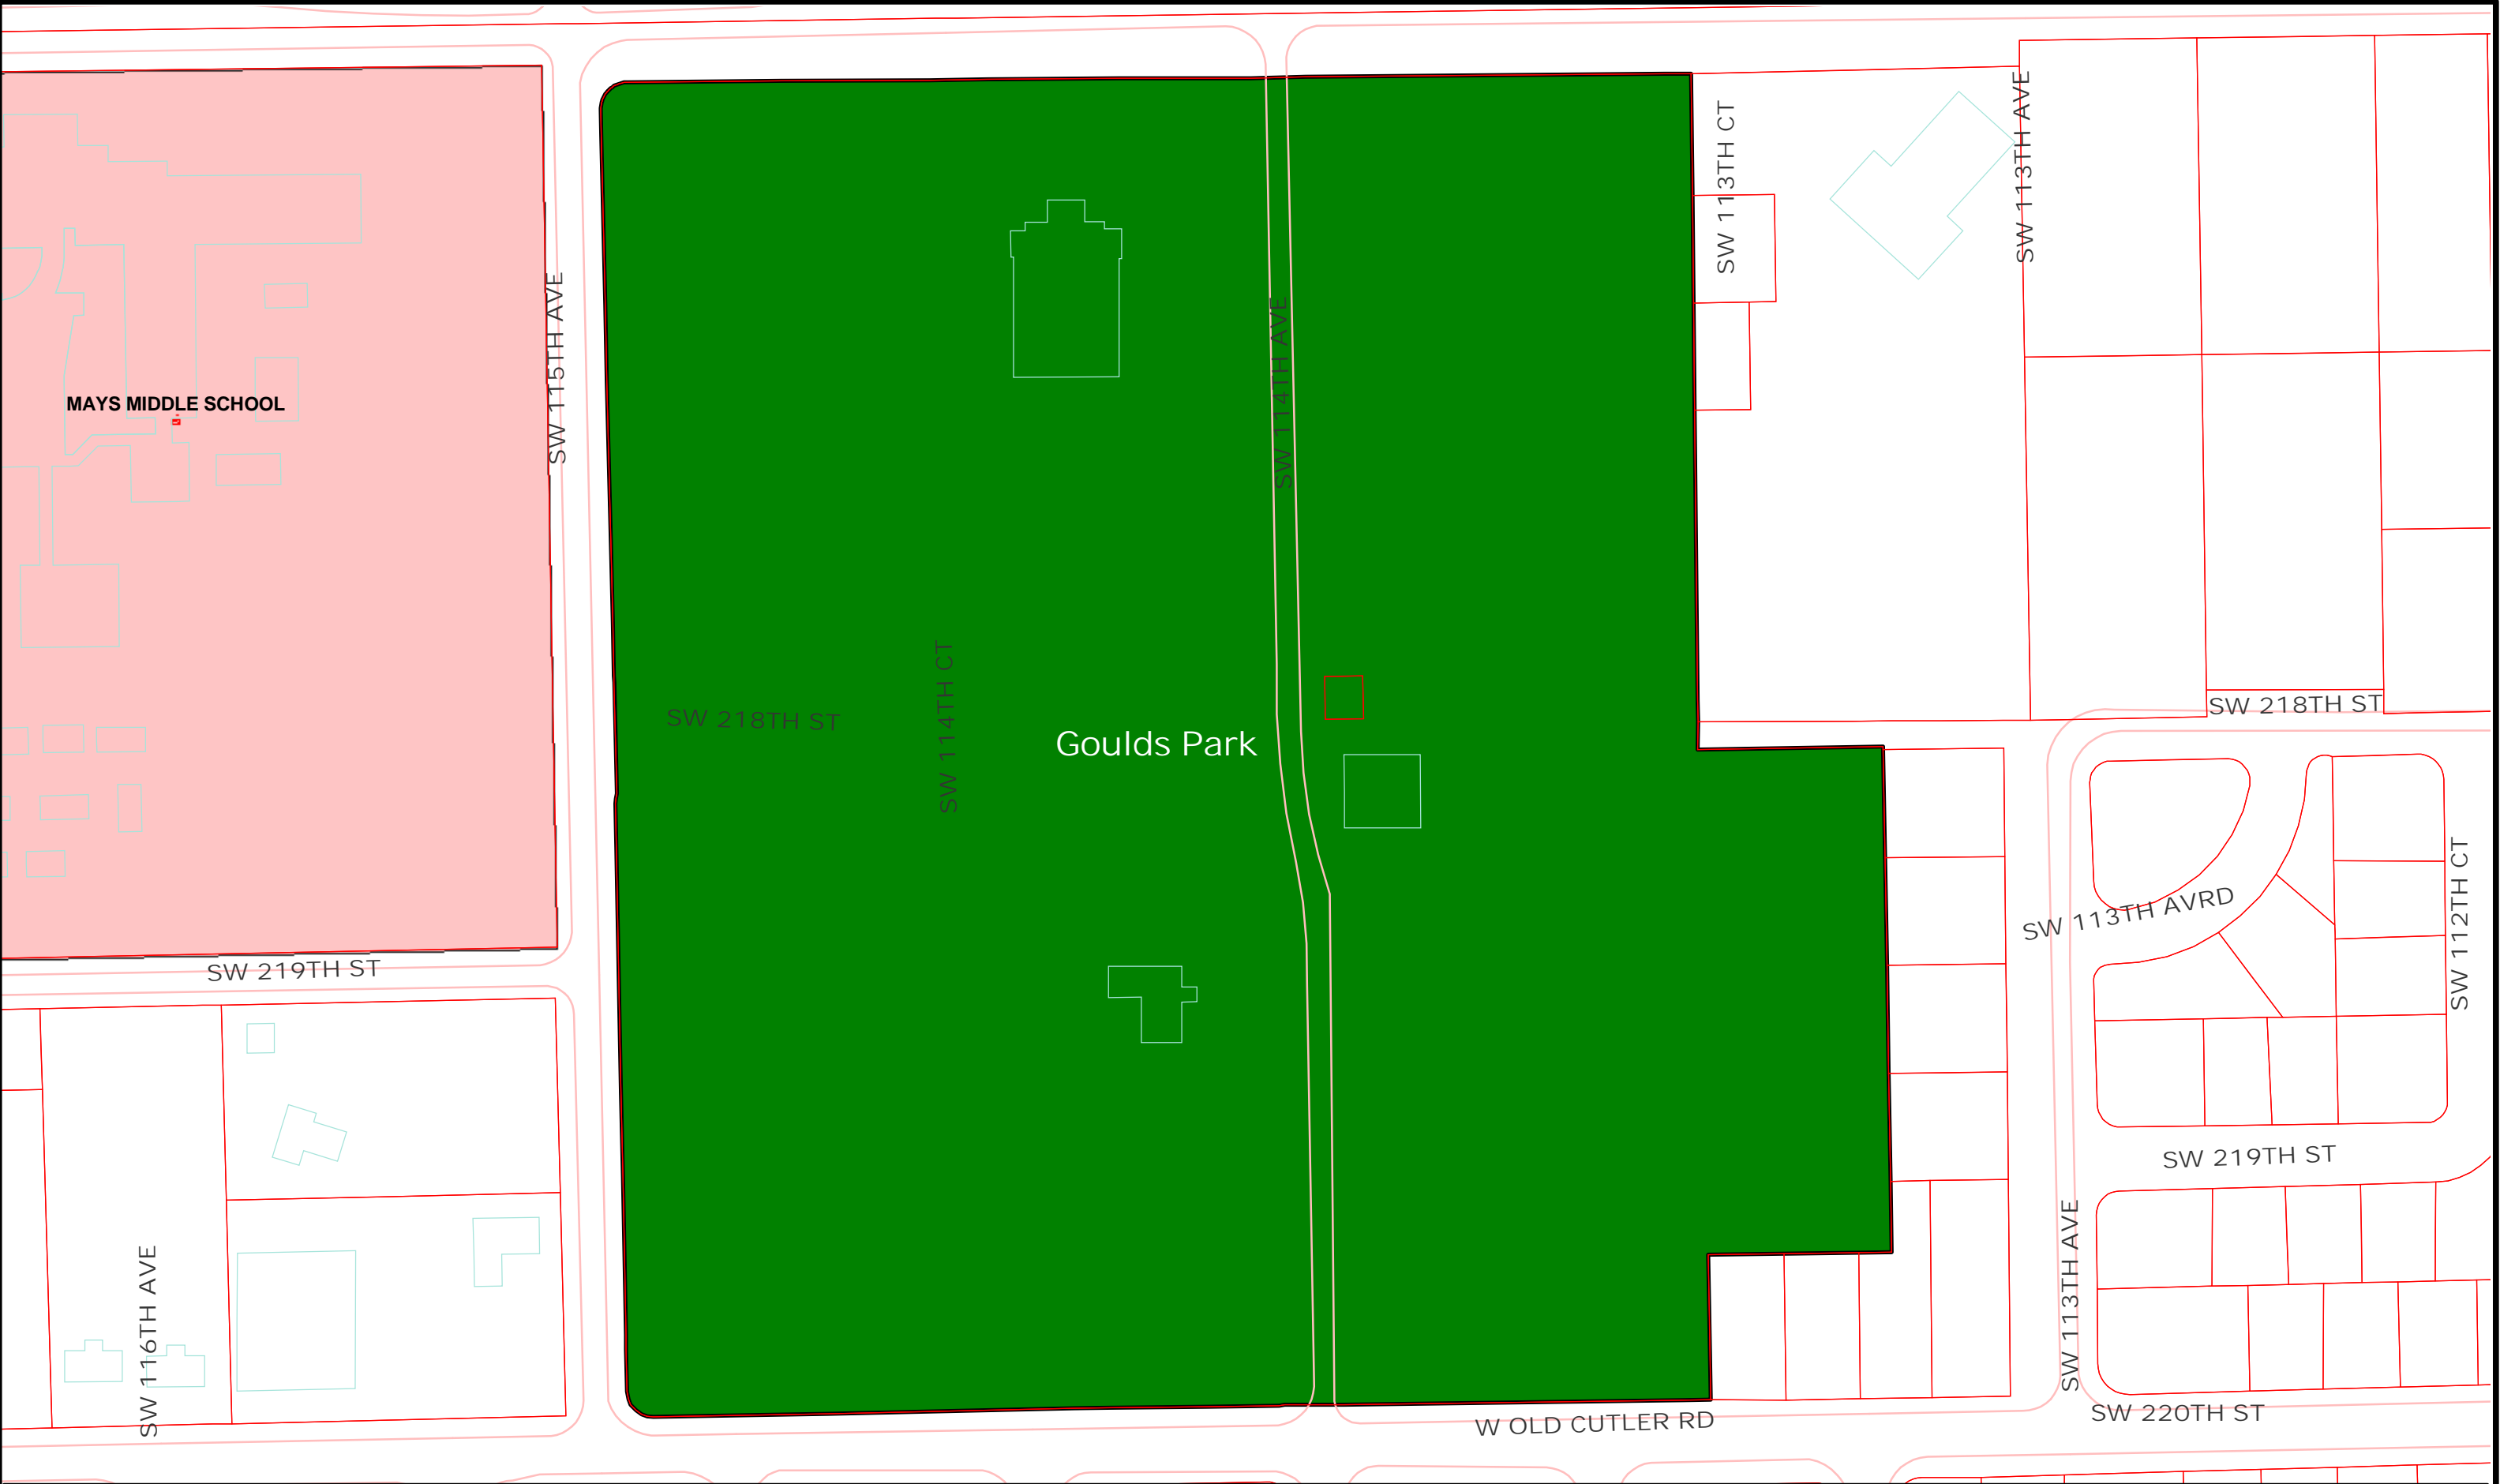 SW 113TH CT
SW 113TH AVE
SW 115TH AVE
SW 114TH AVE
MAYS MIDDLE SCHOOL
SW 114TH CT
SW 218TH ST
Goulds Park
SW 218TH ST
SW 113TH AVRD
SW 112TH CT
SW 219TH ST
SW 219TH ST
SW 116TH AVE
SW 113TH AVE
W OLD CUTLER RD
SW 220TH ST